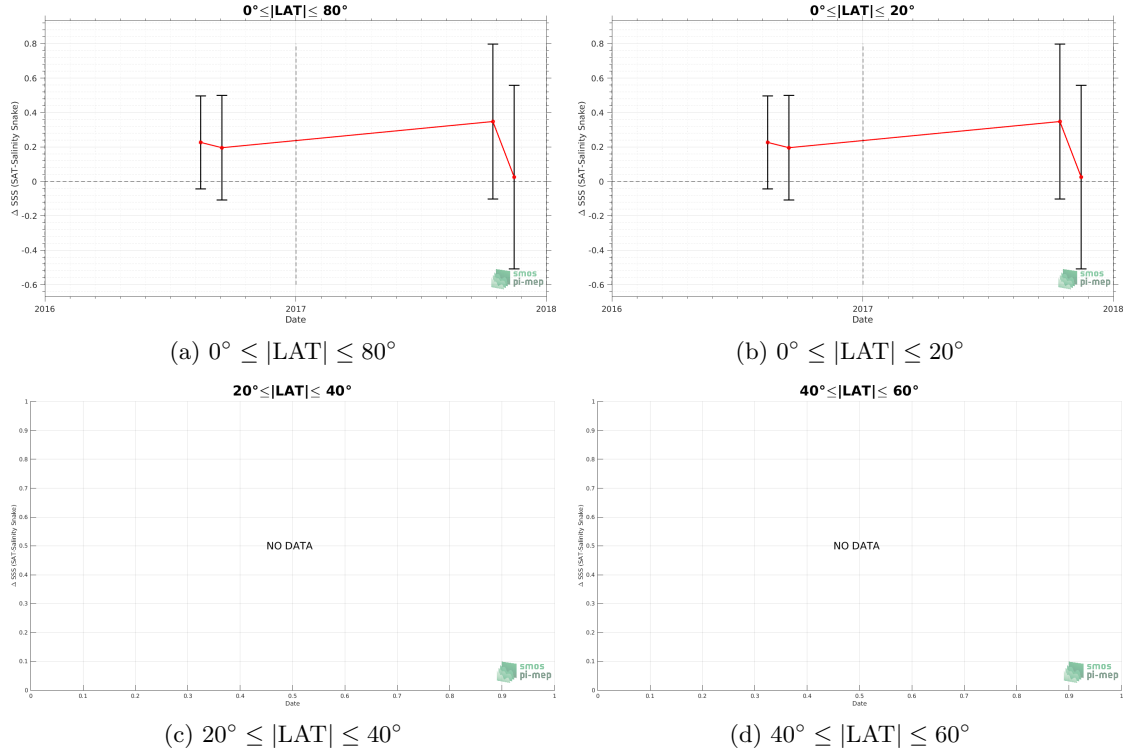 0°≤|LAT|≤ 80°
Δ SSS (SAT-Salinity Snake)
0.8
0.6
0.4
0.2
0
-0.2
-0.4
-0.6
2016
2017
2018
Date
smos
pi-mep
(a) 0° ≤ |LAT| ≤ 80°
0°≤|LAT|≤ 20°
Δ SSS (SAT-Salinity Snake)
0.8
0.6
0.4
0.2
0
-0.2
-0.4
-0.6
2016
2017
2018
Date
smos
pi-mep
(b) 0° ≤ |LAT| ≤ 20°
20°≤|LAT|≤ 40°
Δ SSS (SAT-Salinity Snake)
1
0.9
0.8
0.7
0.6
0.5
0.4
0.3
0.2
0.1
0
NO DATA
0 0.1 0.2 0.3 0.4 0.5 0.6 0.7 0.8 0.9 1
Date
smos
pi-mep
(c) 20° ≤ |LAT| ≤ 40°
40°≤|LAT|≤ 60°
Δ SSS (SAT-Salinity Snake)
1
0.9
0.8
0.7
0.6
0.5
0.4
0.3
0.2
0.1
0
NO DATA
0 0.1 0.2 0.3 0.4 0.5 0.6 0.7 0.8 0.9 1
Date
smos
pi-mep
(d) 40° ≤ |LAT| ≤ 60°